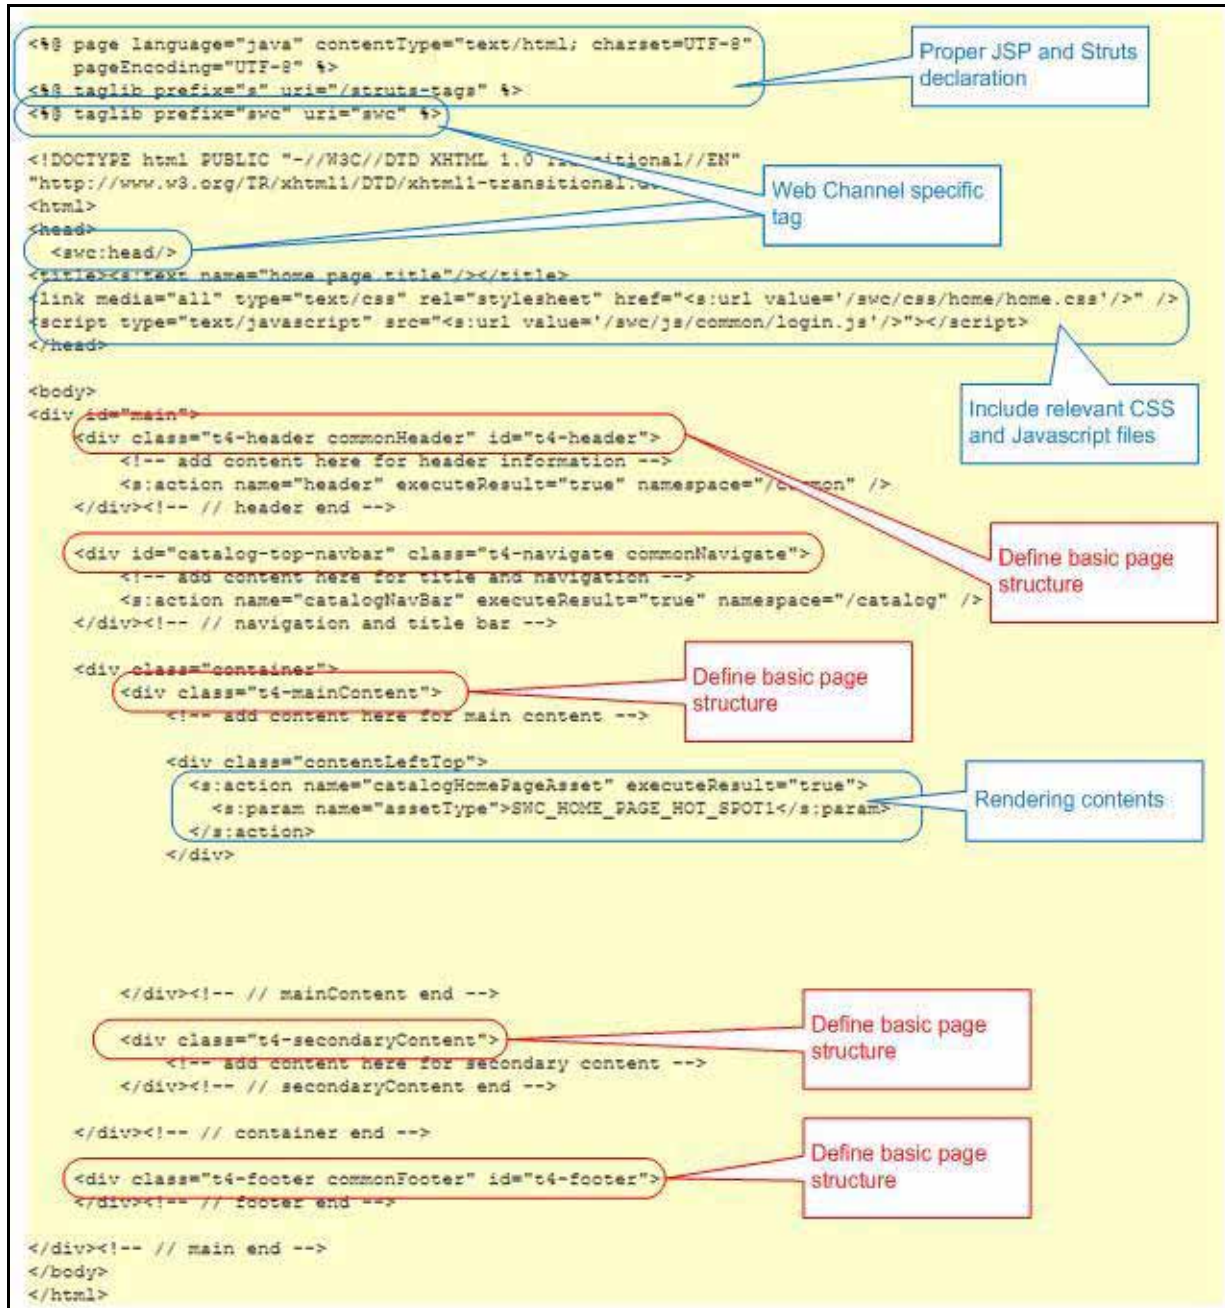 <%@ page language="java" contentType="text/html; charset=UTF-8"
pageEncoding="UTF-8" %>
<%@ taglib prefix="s" uri="/struts-tags" %>
<%@ taglib prefix="swc" uri="swc" %>
Proper JSP and Struts
declaration
<!DOCTYPE html PUBLIC "-//W3C//DTD XHTML 1.0 Transitional//EN"
"http://www.w3.org/TR/xhtml1/DTD/xhtml1-transitional.
<html>
<head>
<swc:head/>
Web Channel specific
tag
<title><s:text name="home.page.title"/></title>
<link media="all" type="text/css" rel="stylesheet" href="<s:url value='/swc/css/home/home.css'/>" />
<script type="text/javascript" src="<s:url value='/swc/js/common/login.js'/>"></script>
</head>
Include relevant CSS
and Javascript files
<body>
<div id="main">
<div class="t4-header commonHeader" id="t4-header">
<!-- add content here for header information -->
<s:action name="header" executeResult="true" namespace="/common" />
</div><!-- // header end -->
Define basic page
structure
<div id="catalog-top-navbar" class="t4-navigate commonNavigate">
<!-- add content here for title and navigation -->
<s:action name="catalogNavBar" executeResult="true" namespace="/catalog" />
</div><!-- // navigation and title bar -->
<div class="container">
<div class="t4-mainContent">
<!-- add content here for main content -->
Define basic page
structure
<div class="contentLeftTop">
<s:action name="catalogHomePageAsset" executeResult="true">
<s:param name="assetType">SWC_HOME_PAGE_HOT_SPOT1</s:param>
</s:action>
</div>
Rendering contents
</div><!-- // mainContent end -->
<div class="t4-secondaryContent">
<!-- add content here for secondary content -->
</div><!-- // secondaryContent end -->
Define basic page
structure
</div><!-- // container end -->
<div class="t4-footer commonFooter" id="t4-footer">
</div><!-- // footer end -->
Define basic page
structure
</div><!-- // main end -->
</body>
</html>